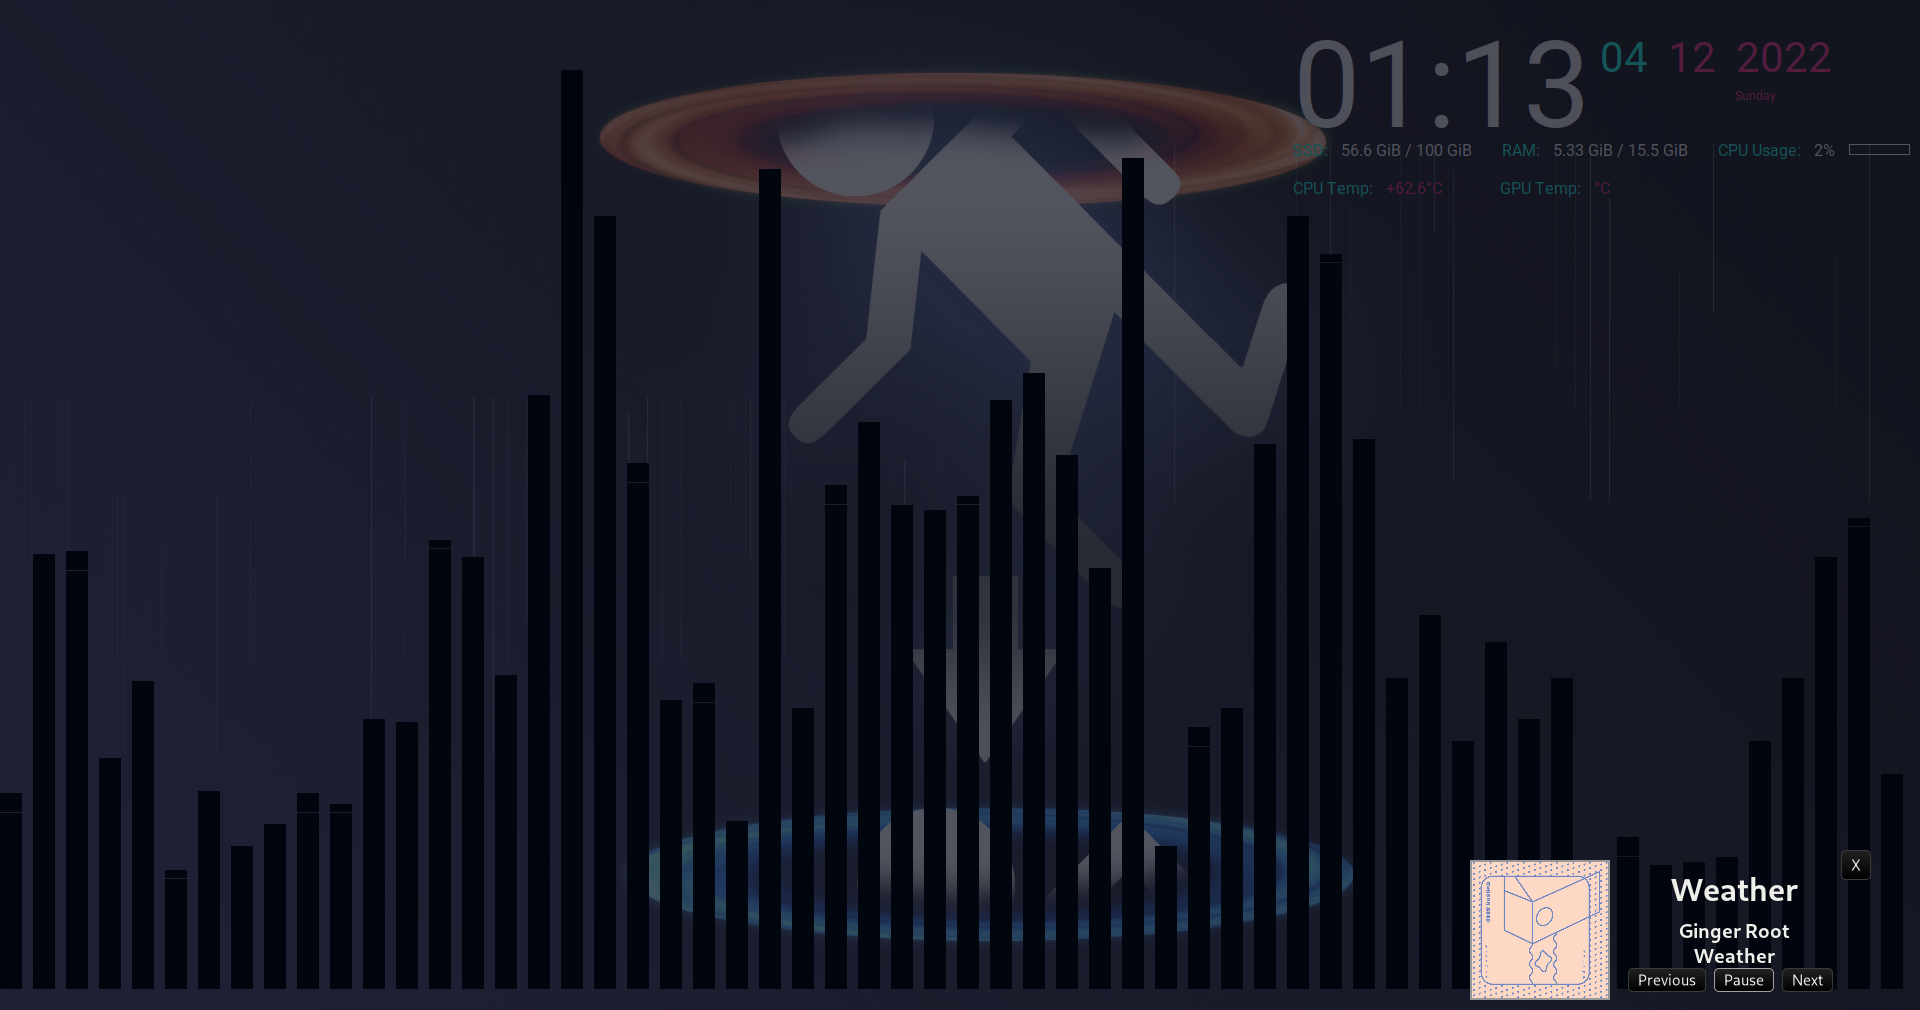 01:13
04 12 2022
Sunday
SSD: 56.6 GiB / 100 GiB RAM: 5.33 GiB / 15.5 GiB CPU Usage: 2%
CPU Temp: +62.6°C GPU Temp: °C
X
Weather
Ginger Root
Weather
Previous Pause Next